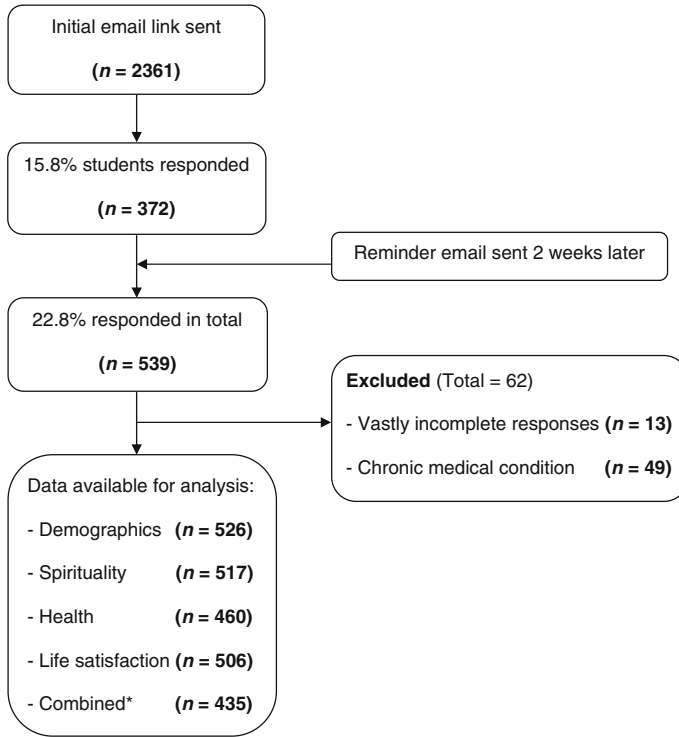 Initial email link sent
(n = 2361)
15.8% students responded
(n = 372)
Reminder email sent 2 weeks later
22.8% responded in total
(n = 539)
Excluded (Total = 62)
- Vastly incomplete responses (n = 13)
- Chronic medical condition (n = 49)
Data available for analysis:
- Demographics (n = 526)
- Spirituality (n = 517)
- Health (n = 460)
- Life satisfaction (n = 506)
- Combined* (n = 435)